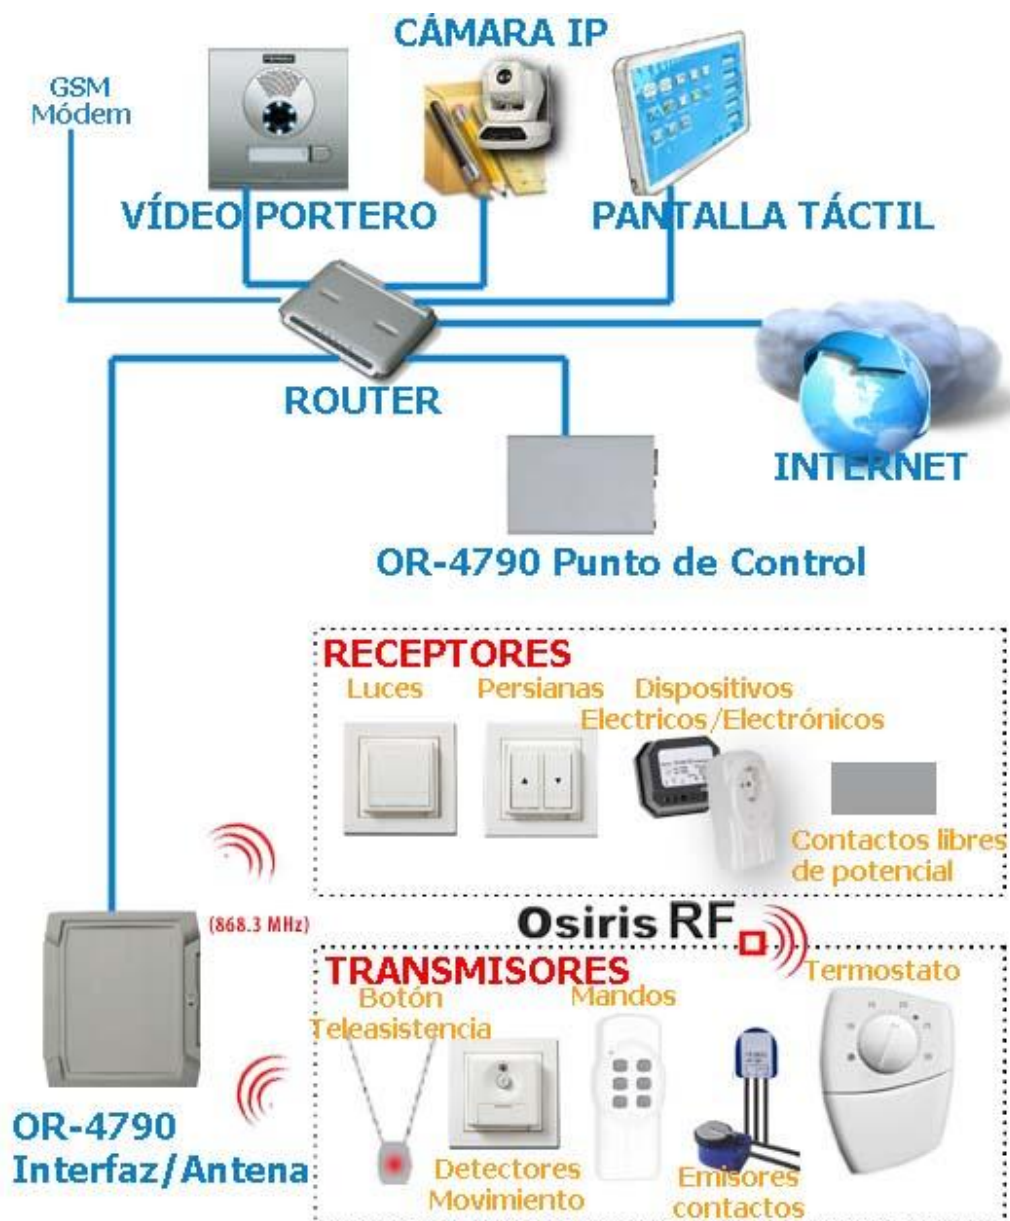 CÁMARA IP
GSM
Módem
VÍDEO PORTERO
PANTALLA TÁCTIL
ROUTER
INTERNET
OR-4790 Punto de Control
RECEPTORES
Luces
Persianas
Dispositivos
Electricos/Electrónicos
Contactos libres
de potencial
(868.3 MHz)
Osiris RF
TRANSMISORES
Botón
Teleasistencia
Mandos
Termostato
OR-4790
Interfaz/Antena
Detectores
Movimiento
Emisores
contactos